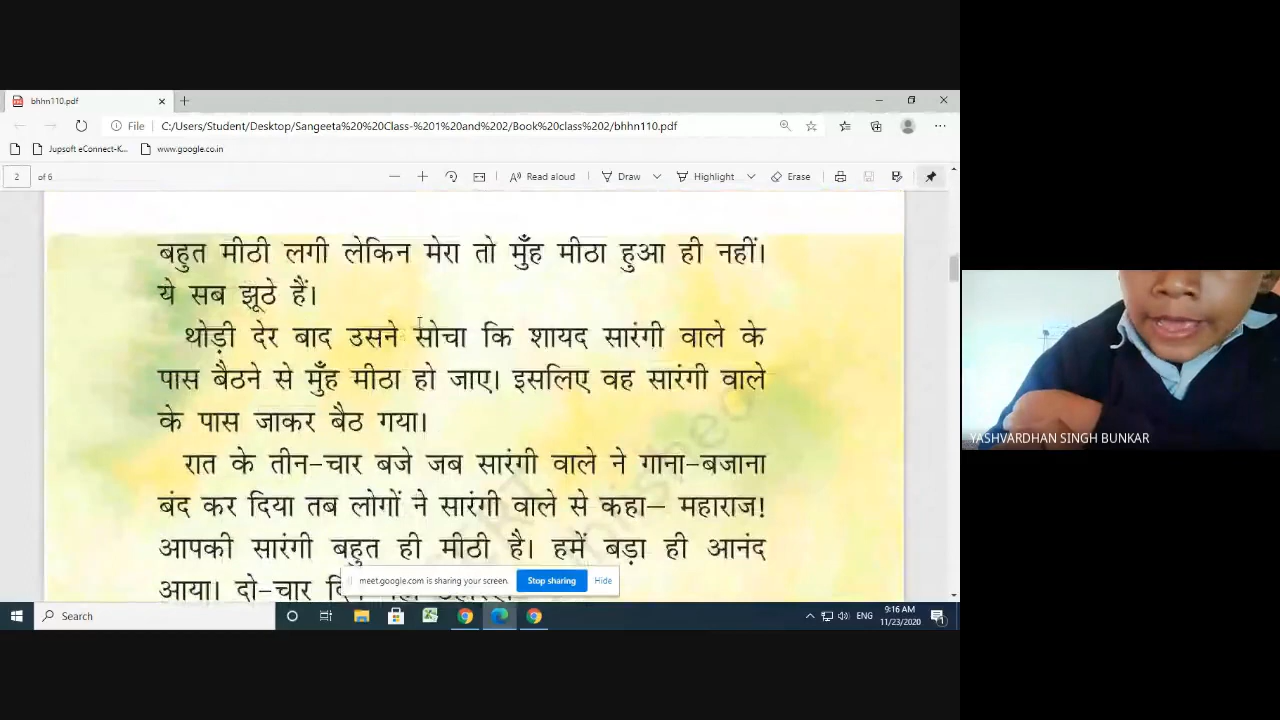 bhhn110.pdf
File C:/Users/Student/Desktop/Sangeeta%20%20Class-%201%20and%202/Book%20class%202/bhhn110.pdf
Jupsoft eConnect-K... www.google.co.in
2 of 6 Read aloud Draw Highlight Erase
बहुत मीठी लगी लेकिन मेरा तो मुँह मीठा हुआ ही नहीं।
ये सब झूठे हैं।
थोड़ी देर बाद उसने सोचा कि शायद सारंगी वाले के
पास बैठने से मुँह मीठा हो जाए। इसलिए वह सारंगी वाले
के पास जाकर बैठ गया।
रात के तीन-चार बजे जब सारंगी वाले ने गाना-बजाना
बंद कर दिया तब लोगों ने सारंगी वाले से कहा— महाराज!
आपकी सारंगी बहुत ही मीठी है। हमें बड़ा ही आनंद
आया। दो-चार
meet.google.com is sharing your screen. Stop sharing Hide
YASHVARDHAN SINGH BUNKAR
Search
ENG
9:16 AM
11/23/2020